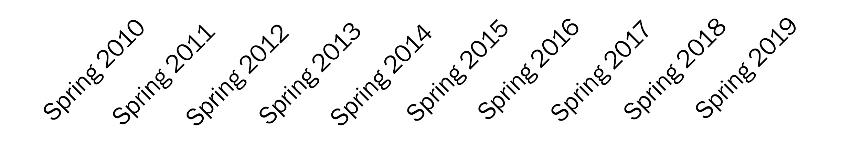 Spring 2010
Spring 2011
Spring 2012
Spring 2013
Spring 2014
Spring 2015
Spring 2016
Spring 2017
Spring 2018
Spring 2019